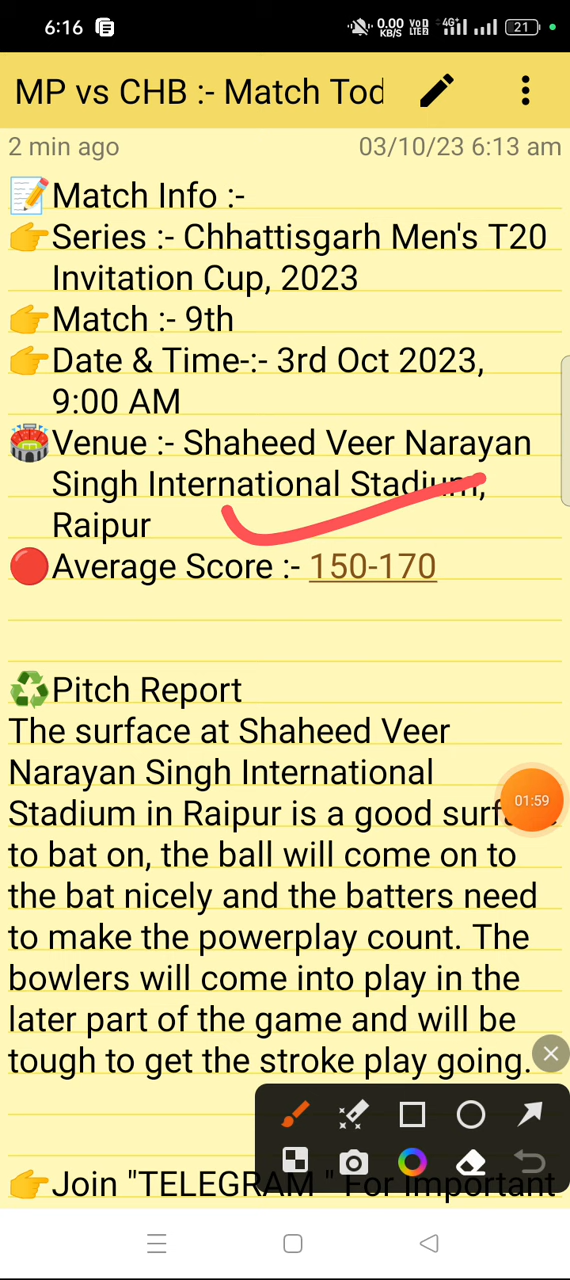 6:16 0.00 KB/S VoD LTE 4G+ 21
MP vs CHB :- Match Tod
2 min ago 03/10/23 6:13 am
Match Info :-
Series :- Chhattisgarh Men's T20
Invitation Cup, 2023
Match :- 9th
Date & Time-:- 3rd Oct 2023,
9:00 AM
Venue :- Shaheed Veer Narayan
Singh International Stadium,
Raipur
Average Score :- 150-170
Pitch Report
The surface at Shaheed Veer
Narayan Singh International
Stadium in Raipur is a good
to bat on, the ball will come on to
01:59
the bat nicely and the batters need
to make the powerplay count. The
bowlers will come into play in the
later part of the game and will be
tough to get the stroke play going.
Join "TELEGRAM " For Important